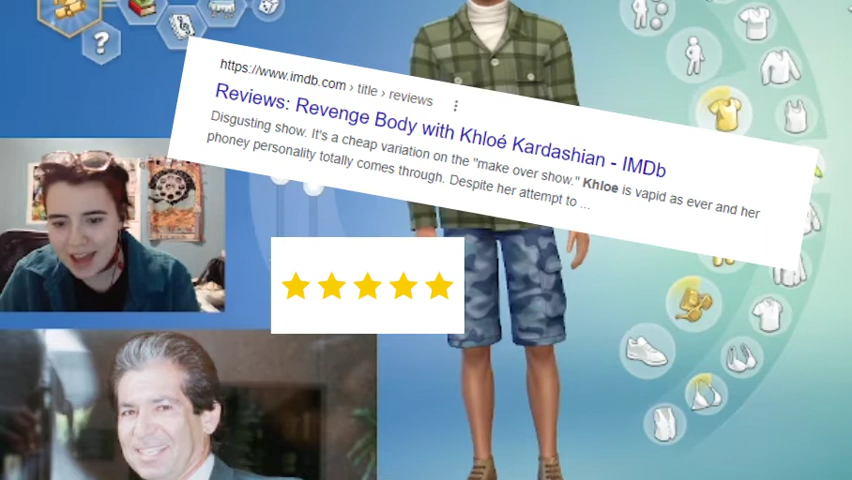 https://www.imdb.com › title › reviews
Reviews: Revenge Body with Khloé Kardashian - IMDb
Disgusting show. It's a cheap variation on the "make over show." Khloe is vapid as ever and her
phoney personality totally comes through. Despite her attempt to ...
?